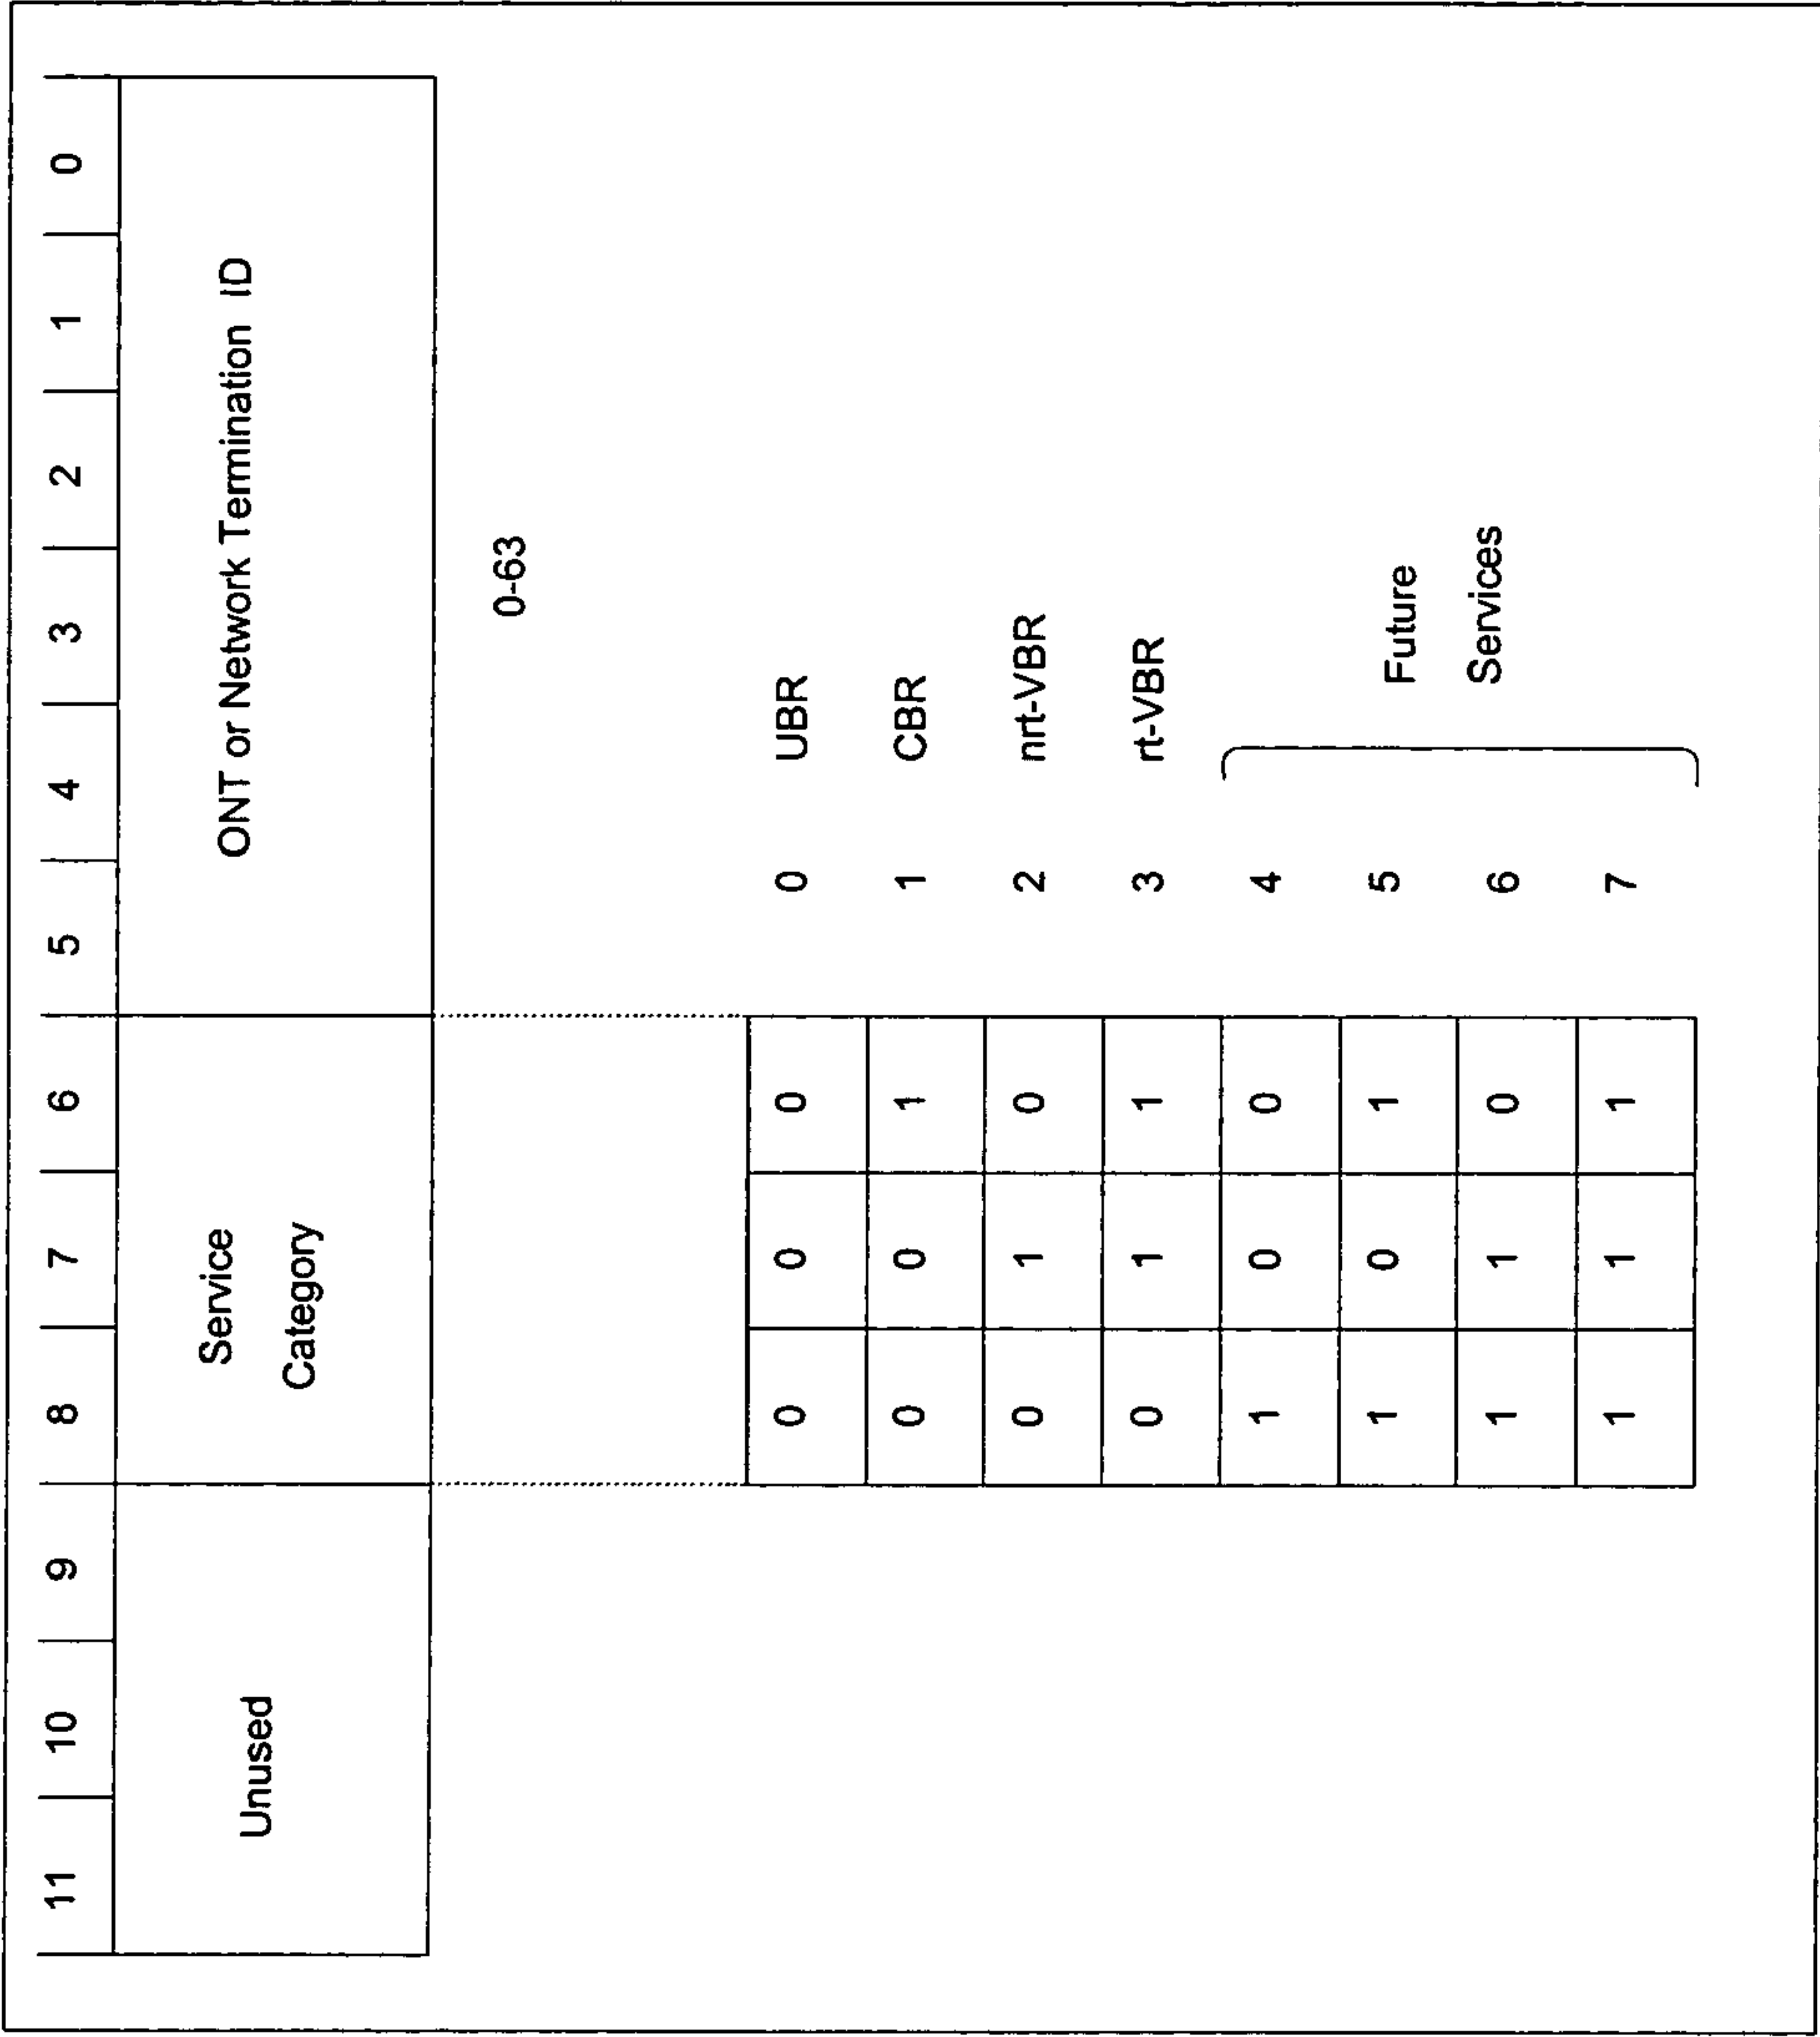 11 10 9 8 7 6 5 4 3 2 1 0
Unused
Service
Category
ONT or Network Termination ID
0-63
0 0 0 0 UBR
0 0 1 1 CBR
0 1 0 2 nrt-VBR
0 1 1 3 rt-VBR
1 0 0 4
1 0 1 5
1 1 0 6
1 1 1 7
Future
Services